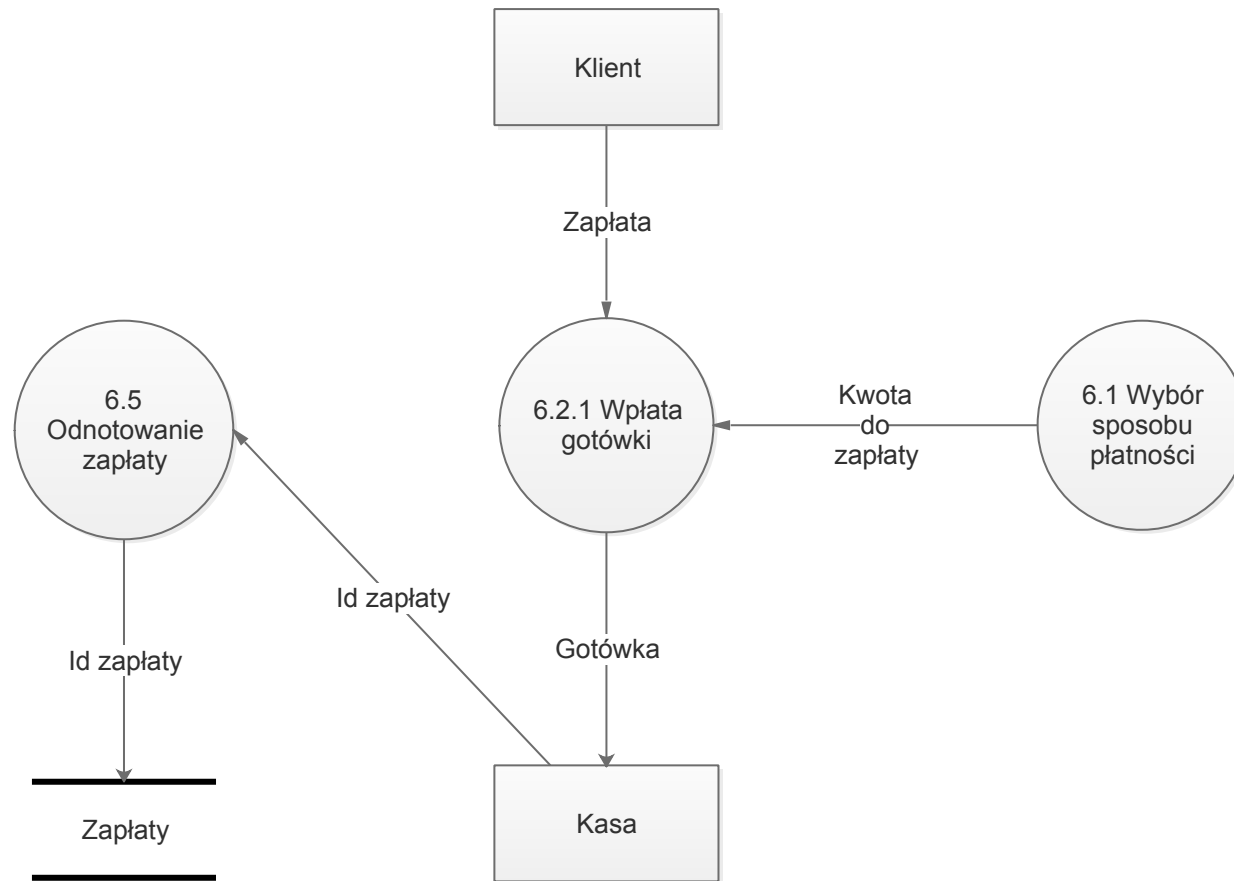 Klient
Zapłata
6.5
Odnotowanie
zapłaty
6.2.1 Wpłata
gotówki
Kwota
do
zapłaty
6.1 Wybór
sposobu
płatności
Id zapłaty
Id zapłaty
Gotówka
Zapłaty
Kasa